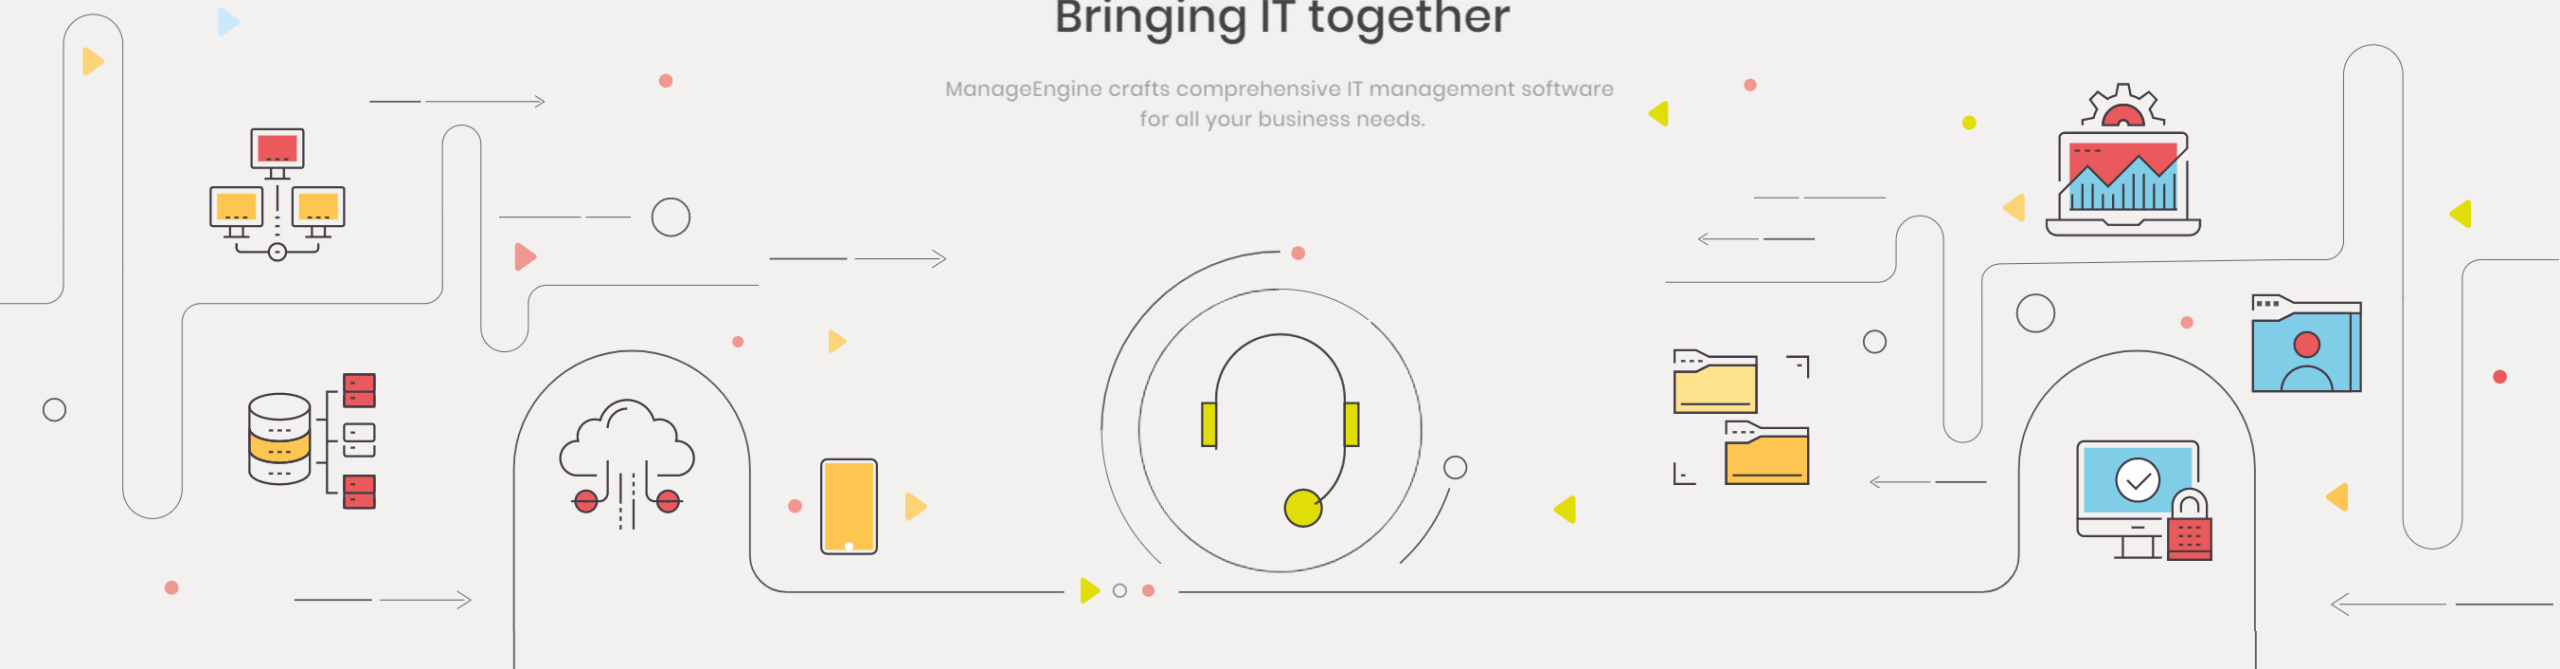 Bringing IT together
ManageEngine crafts comprehensive IT management software
for all your business needs.